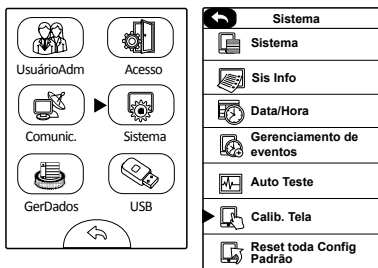 UsuárioAdm Acesso
Comunic. Sistema
GerDados USB
Sistema
Sistema
Sis Info
Data/Hora
Gerenciamento de
eventos
Auto Teste
Calib. Tela
Reset toda Config
Padrão